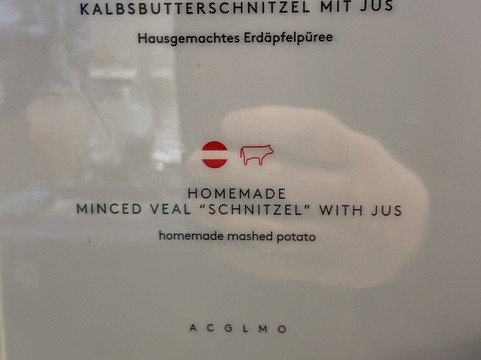 KALBSBUTTERSCHNITZEL MIT JUS
Hausgemachtes Erdäpfelpüree
HOMEMADE
MINCED VEAL “SCHNITZEL” WITH JUS
homemade mashed potato
A C G L M O